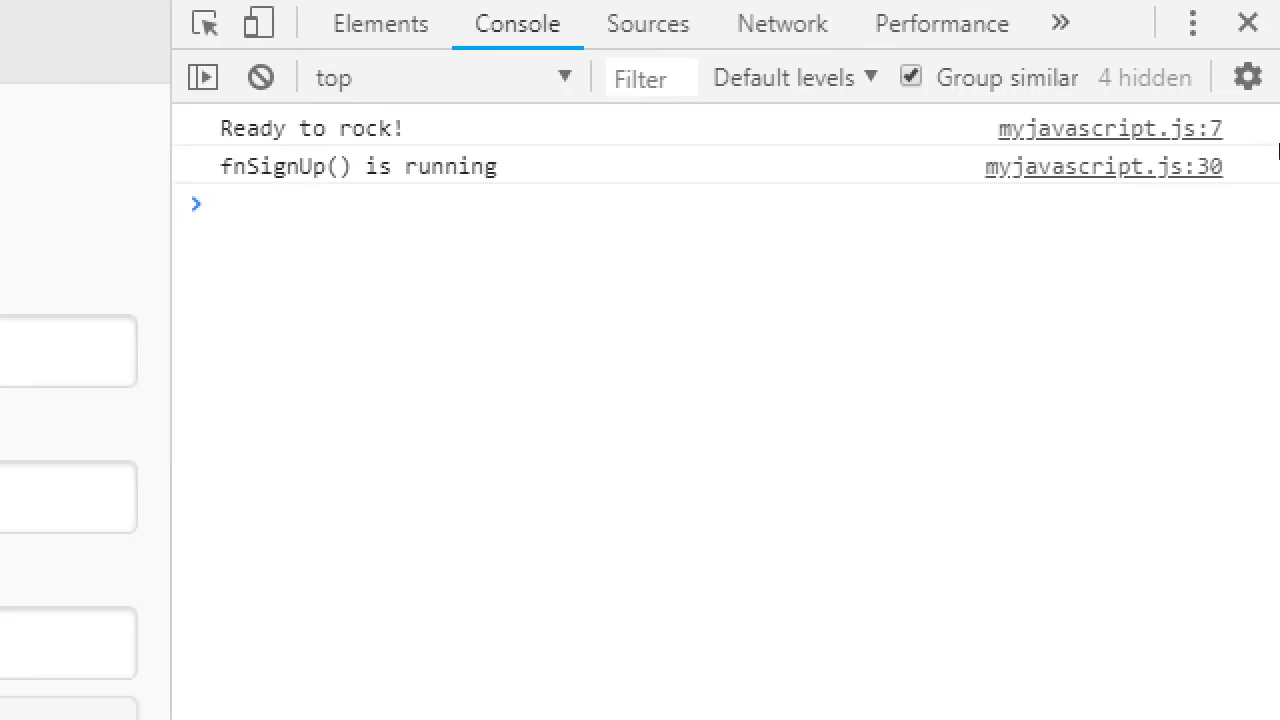 Elements Console Sources Network Performance »
top Filter Default levels Group similar 4 hidden
Ready to rock! myjavascript.js:7
fnSignUp() is running myjavascript.js:30